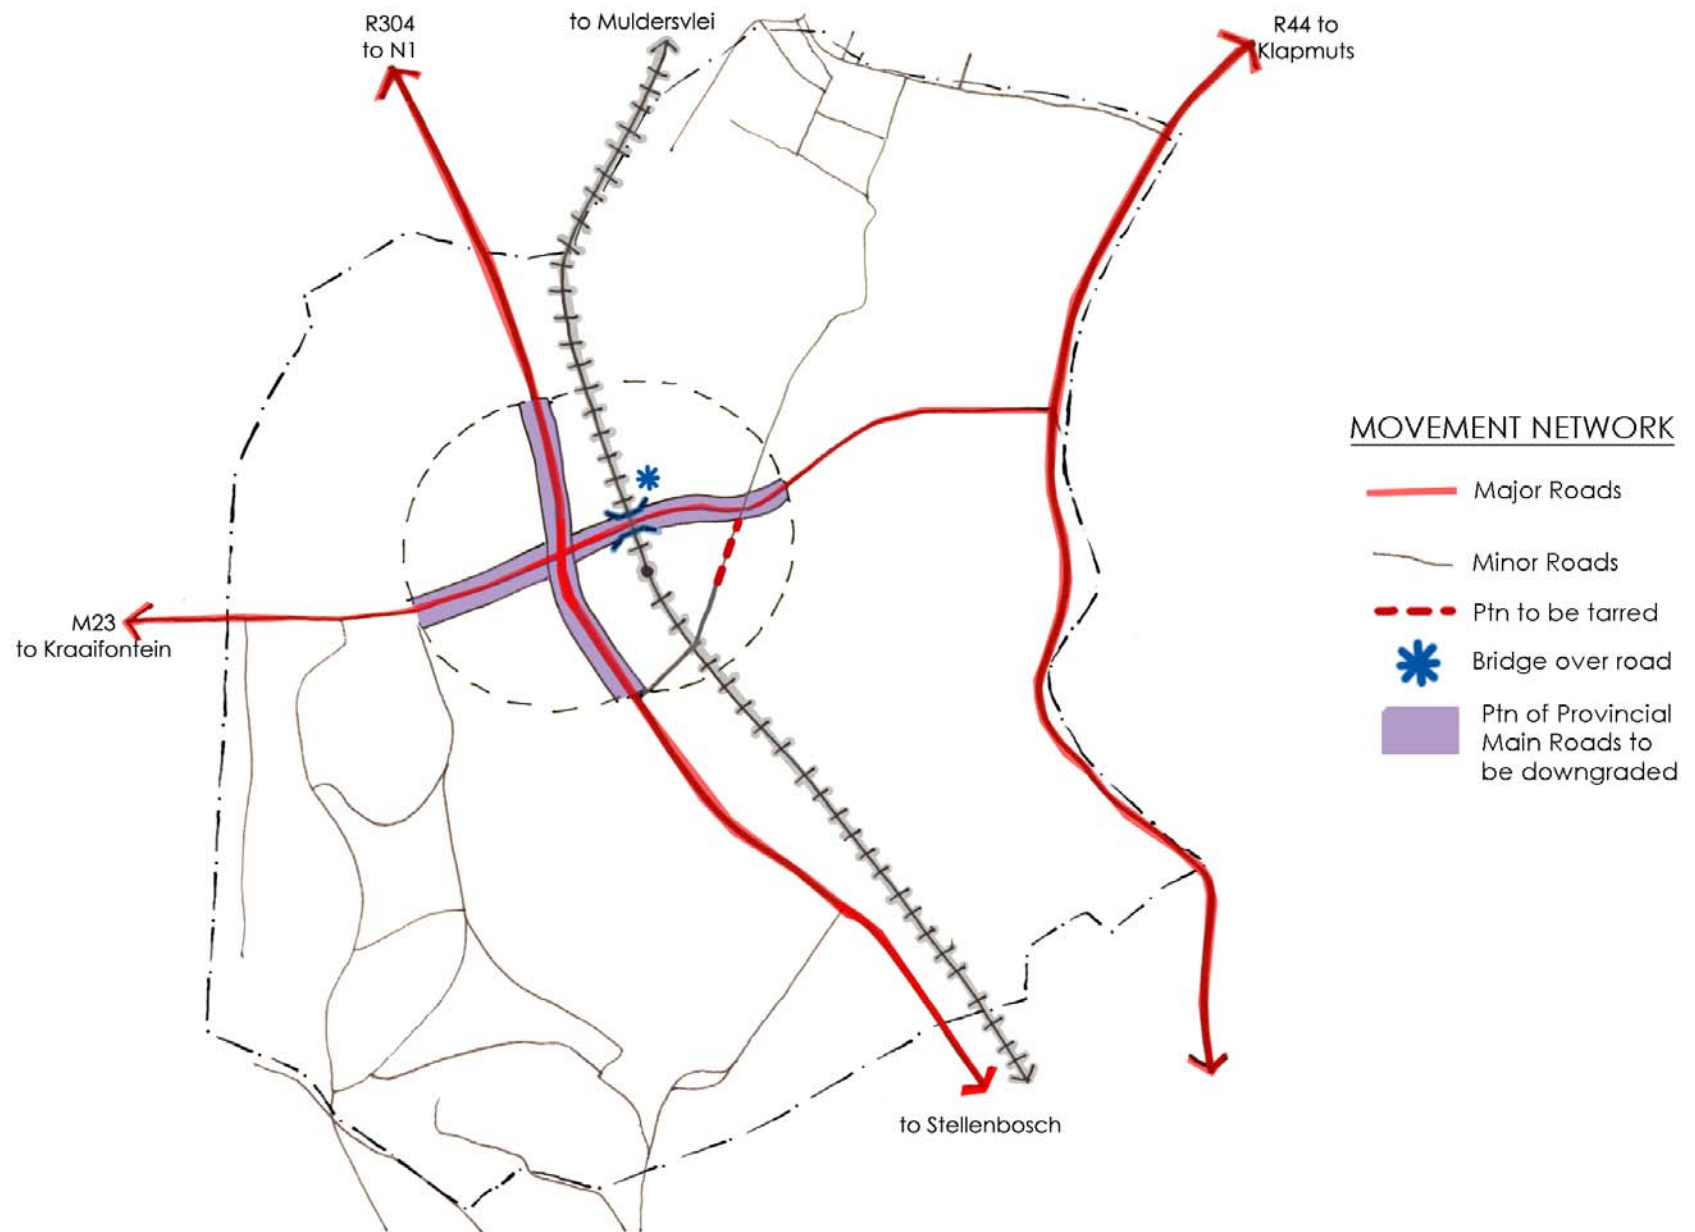 R304
to N1
to Muldersvlei
R44 to
Klapmuts
M23
to Kraaifontein
to Stellenbosch
MOVEMENT NETWORK
Major Roads
Minor Roads
Ptn to be tarred
Bridge over road
Ptn of Provincial
Main Roads to
be downgraded